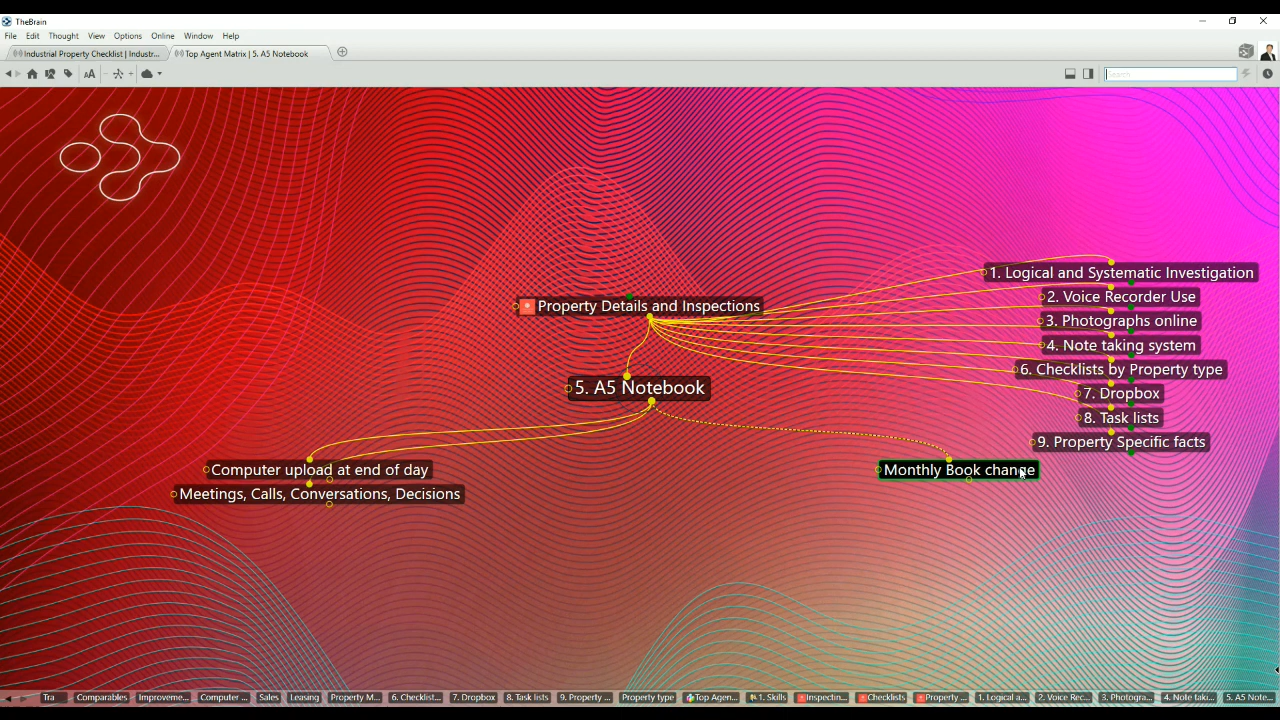 TheBrain
File Edit Thought View Options Online Window Help
Industrial Property Checklist | Industr... Top Agent Matrix | 5. A5 Notebook
AA
Search
1. Logical and Systematic Investigation
2. Voice Recorder Use
Property Details and Inspections
3. Photographs online
4. Note taking system
6. Checklists by Property type
5. A5 Notebook
7. Dropbox
8. Task lists
9. Property Specific facts
Computer upload at end of day
Monthly Book change
Meetings, Calls, Conversations, Decisions
Tra Comparables Improveme... Computer ... Sales Leasing Property M... 6. Checklist... 7. Dropbox 8. Task lists 9. Property ... Property type Top Agen... 1. Skills Inspectin... Checklists Property ... 1. Logical a... 2. Voice Rec... 3. Photogra... 4. Note taki... 5. A5 Note...